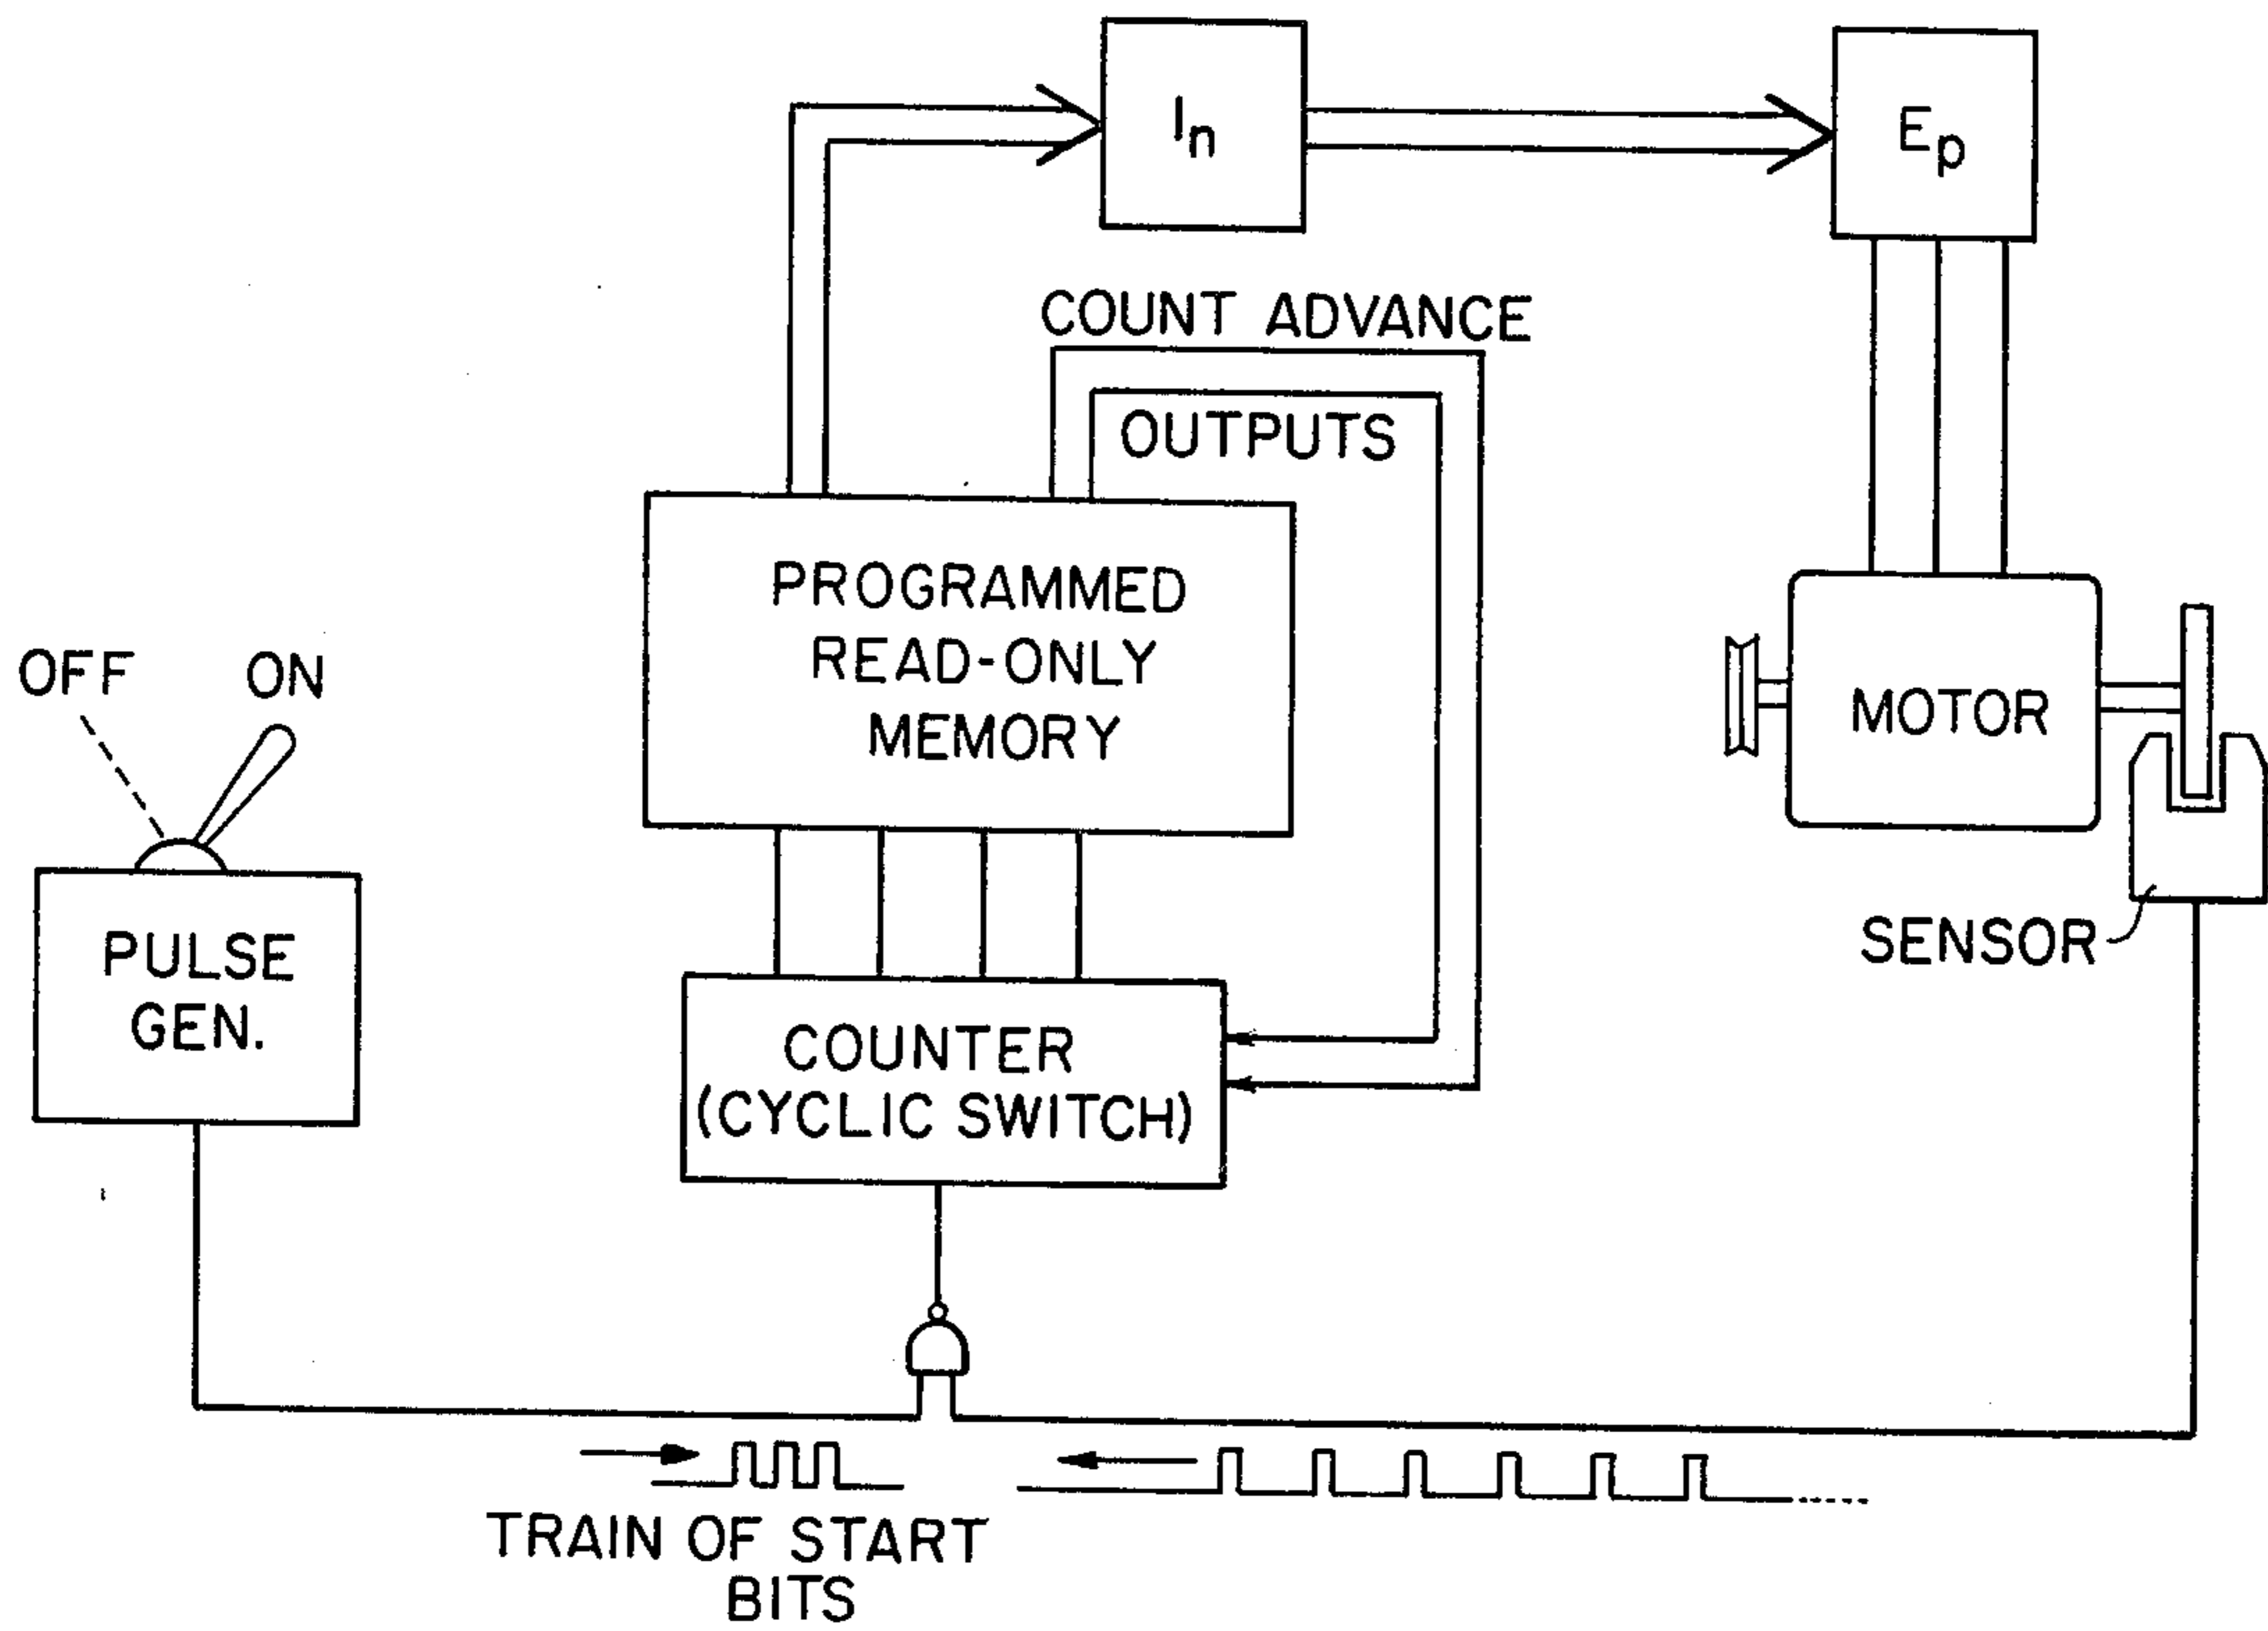 In
Ep
COUNT ADVANCE
OUTPUTS
PROGRAMMED
READ-ONLY
MEMORY
OFF
ON
MOTOR
PULSE
GEN.
SENSOR
COUNTER
(CYCLIC SWITCH)
TRAIN OF START
BITS